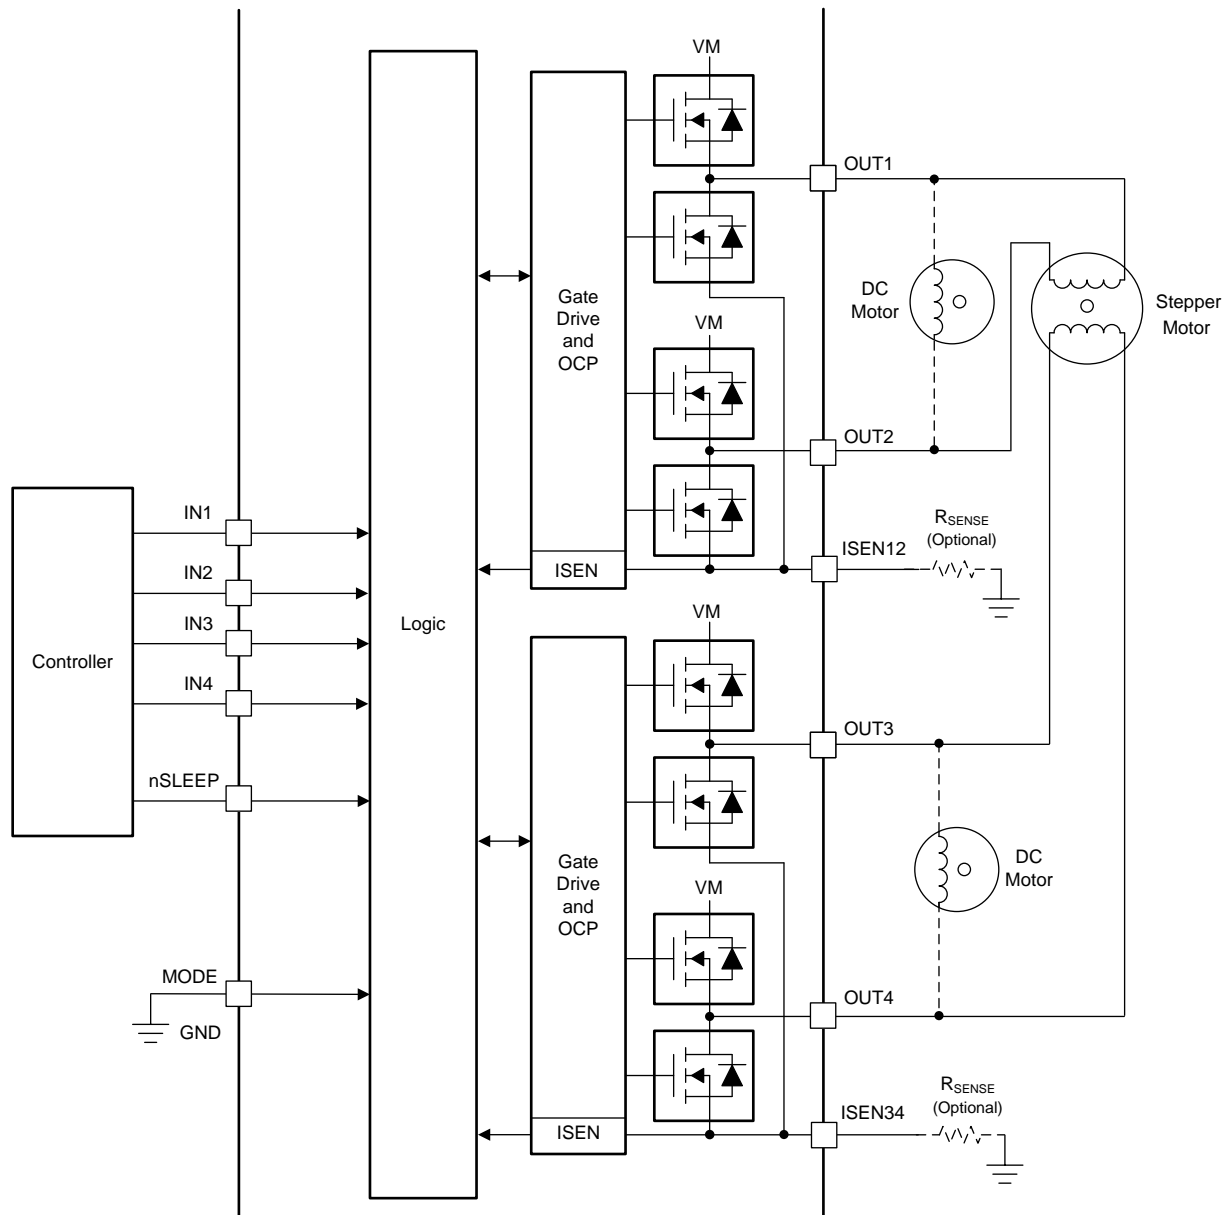 VM
OUT1
DC
Motor
Stepper
Motor
Gate
Drive
and
OCP
VM
OUT2
IN1
RSENSE
(Optional)
ISEN12
ISEN
IN2
VM
Logic
IN3
Controller
IN4
OUT3
nSLEEP
Gate
Drive
and
OCP
DC
Motor
VM
MODE
GND
OUT4
RSENSE
(Optional)
ISEN34
ISEN